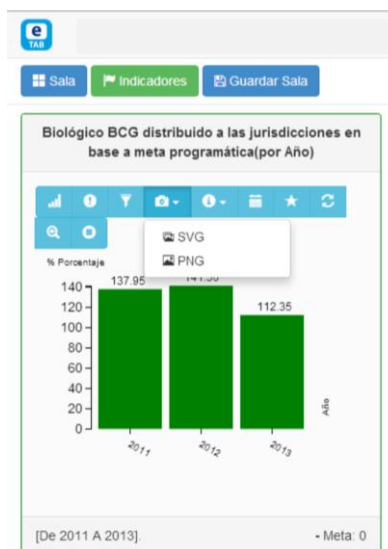 e
TAB
Sala
Indicadores
Guardar Sala
Biológico BCG distribuido a las jurisdicciones en
base a meta programática(por Año)
SVG
PNG
% Porcentaje
137.95
112.35
140
120
100
80
60
40
20
0
2011
2012
2013
Año
[De 2011 A 2013].
- Meta: 0